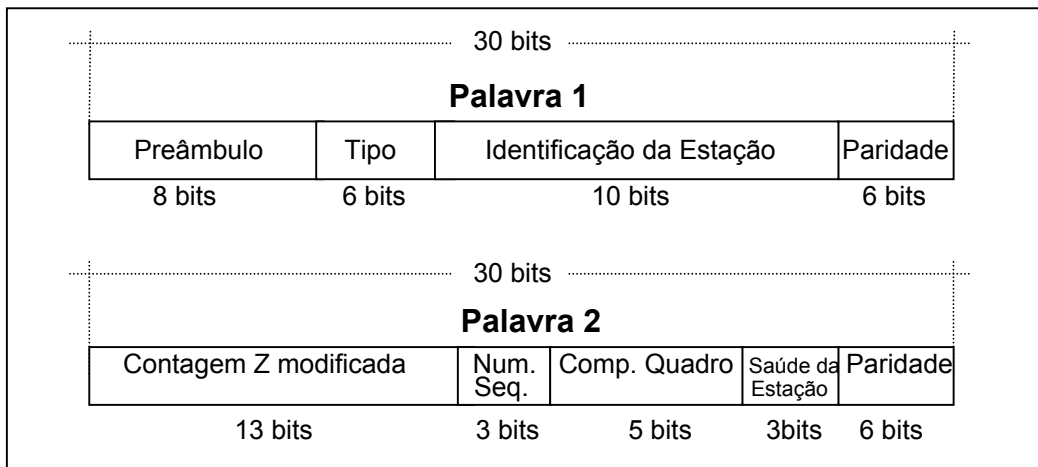 30 bits
Palavra 1
Preâmbulo Tipo Identificação da Estação Paridade
8 bits 6 bits 10 bits 6 bits
30 bits
Palavra 2
Contagem Z modificada Num. Seq. Comp. Quadro Saúde da Estação Paridade
13 bits 3 bits 5 bits 3bits 6 bits